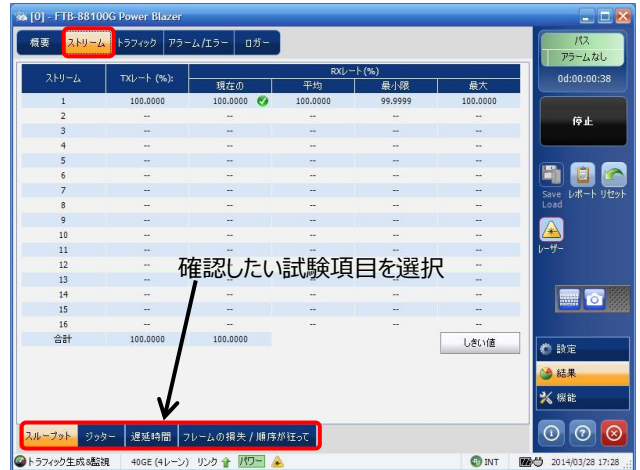 [0] - FTB-88100G Power Blazer
概要 ストリーム トラフィック アラーム/エラー ロガー
ストリーム TXレート (%): RXレート(%)
現在の 平均 最小限 最大
1 100.0000 100.0000 100.0000 99.9999 100.0000
2 -- -- -- -- --
3 -- -- -- -- --
4 -- -- -- -- --
5 -- -- -- -- --
6 -- -- -- -- --
7 -- -- -- -- --
8 -- -- -- -- --
9 -- -- -- -- --
10 -- -- -- -- --
11 -- -- -- -- --
12 -- -- -- -- --
13 -- -- -- -- --
14 -- -- -- -- --
15 -- -- -- -- --
16 -- -- -- -- --
合計 100.0000 100.0000
しきい値
確認したい試験項目を選択
スループット ジッター 遅延時間 フレームの損失 / 順序が狂って
パス
アラームなし
0d:00:00:38
停止
Save Load レポート リセット
レーザー
設定
結果
機能
トラフィック生成&監視 40GE (4レーン) リンク パワー INT 2014/03/28 17:28